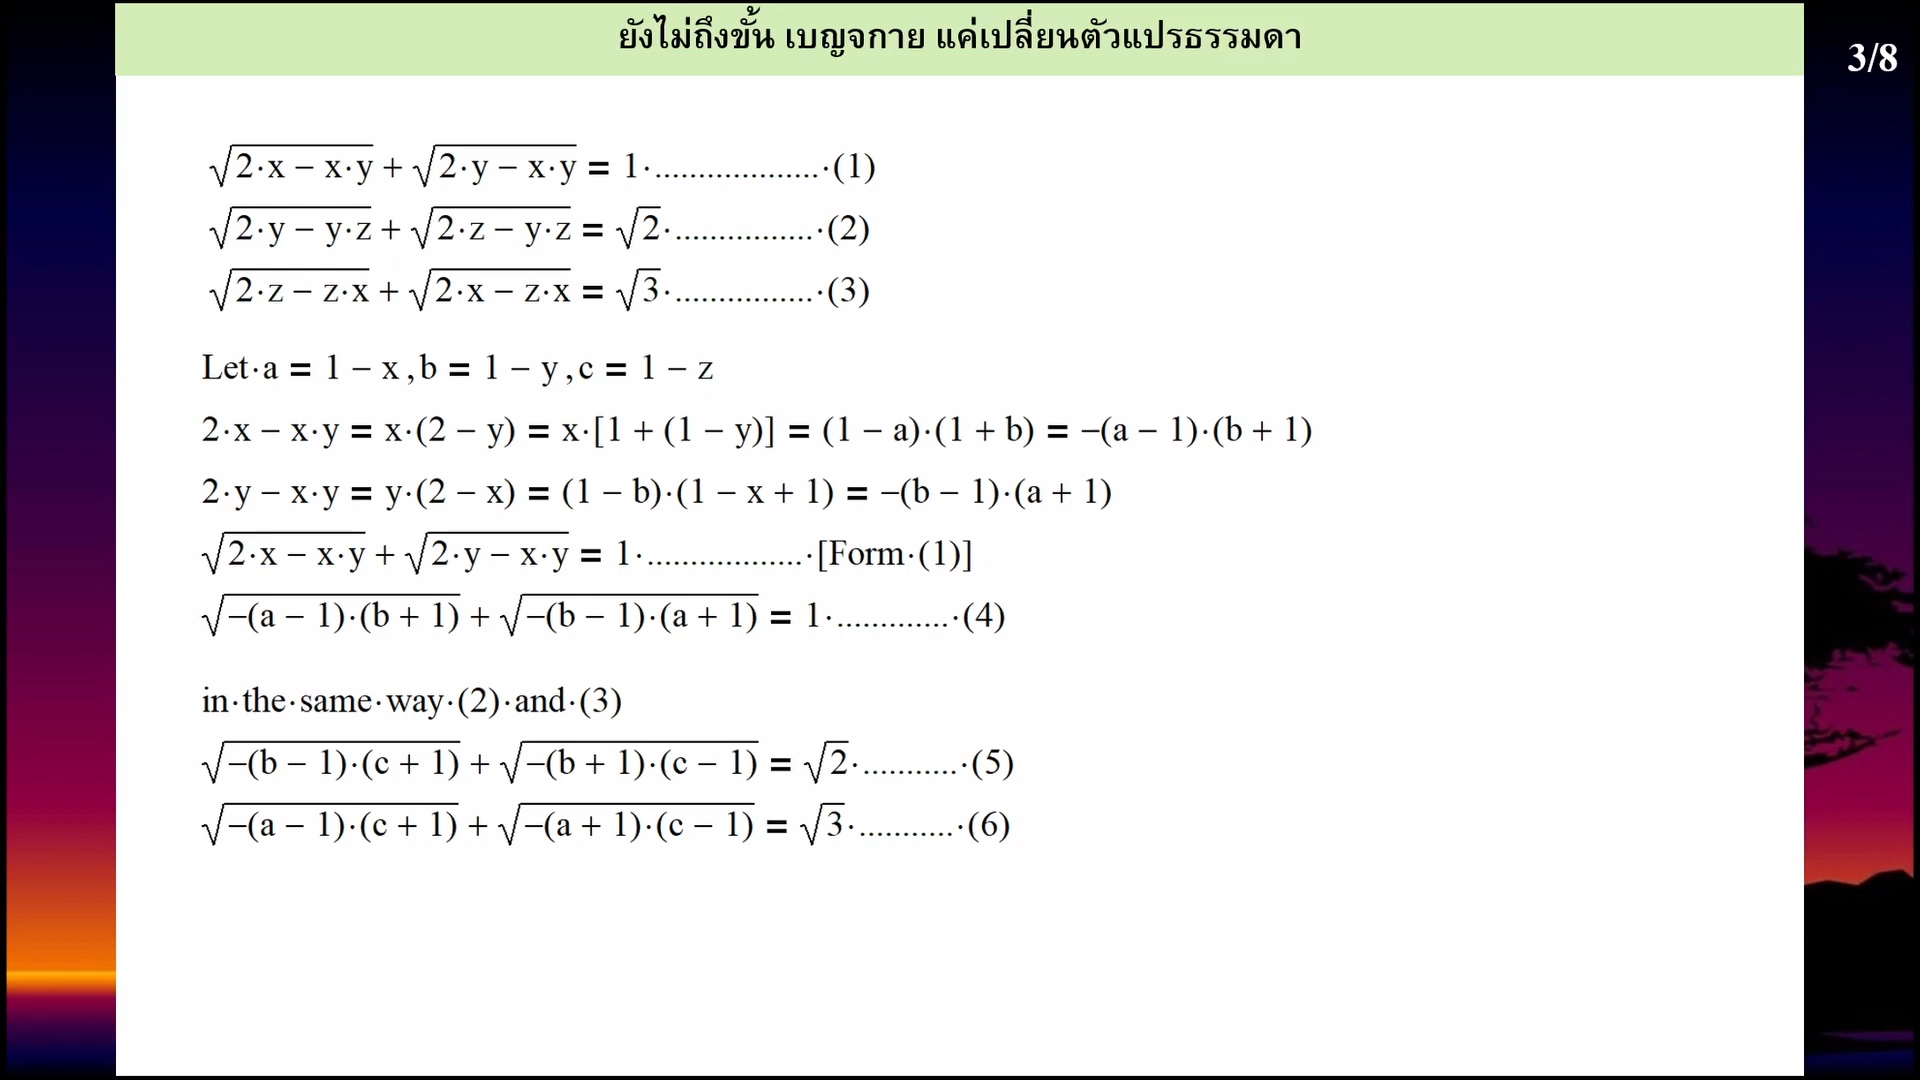 ยังไม่ถึงขั้น เบญจกาย แค่เปลี่ยนตัวแปรธรรมดา
3/8
√(2·x − x·y) + √(2·y − x·y) = 1·...................·(1)
√(2·y − y·z) + √(2·z − y·z) = √2·................·(2)
√(2·z − z·x) + √(2·x − z·x) = √3·................·(3)
Let·a = 1 − x ,b = 1 − y ,c = 1 − z
2·x − x·y = x·(2 − y) = x·[1 + (1 − y)] = (1 − a)·(1 + b) = −(a − 1)·(b + 1)
2·y − x·y = y·(2 − x) = (1 − b)·(1 − x + 1) = −(b − 1)·(a + 1)
√(2·x − x·y) + √(2·y − x·y) = 1·..................·[Form·(1)]
√(−(a − 1)·(b + 1)) + √(−(b − 1)·(a + 1)) = 1·.............·(4)
in·the·same·way·(2)·and·(3)
√(−(b − 1)·(c + 1)) + √(−(b + 1)·(c − 1)) = √2·...........·(5)
√(−(a − 1)·(c + 1)) + √(−(a + 1)·(c − 1)) = √3·...........·(6)